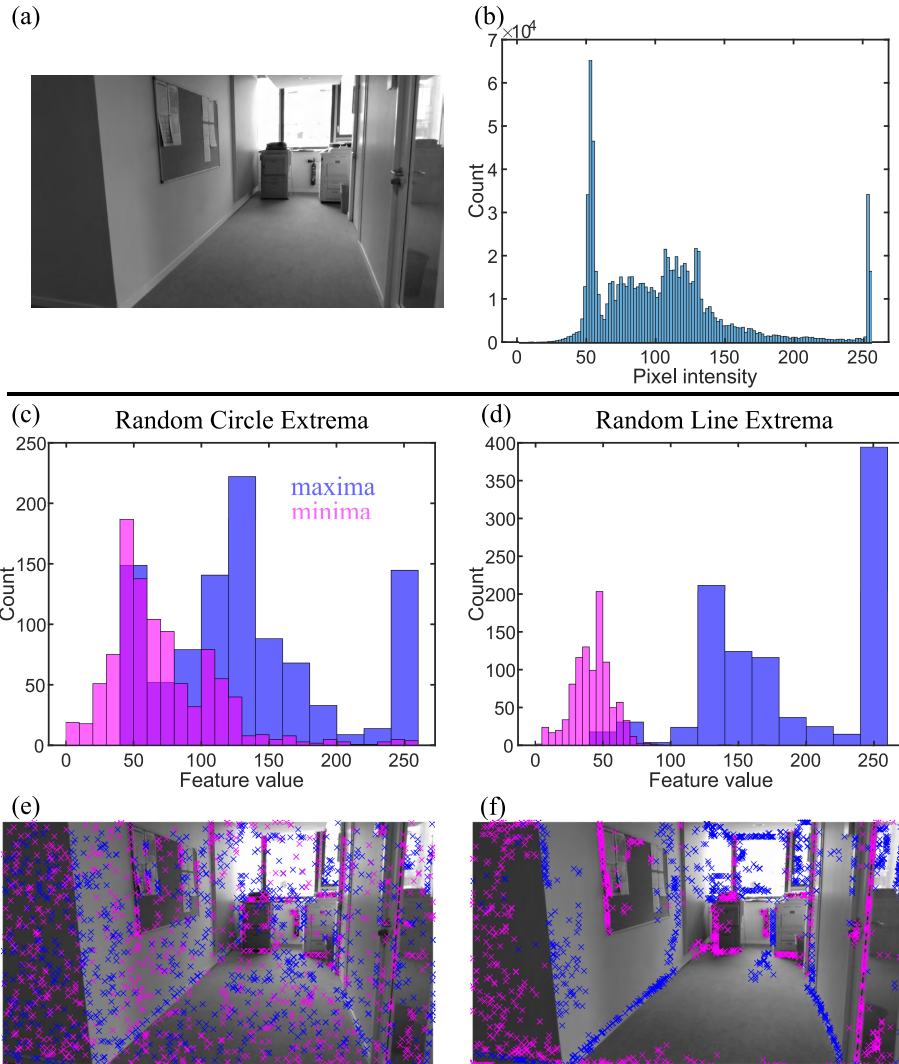 (a)
(b)
×10⁴
7
6
5
4
3
2
1
0
Count
0 50 100 150 200 250
Pixel intensity
(c) Random Circle Extrema
250
200
150
100
50
0
Count
maxima
minima
0 50 100 150 200 250
Feature value
(d) Random Line Extrema
400
350
300
250
200
150
100
50
0
Count
0 50 100 150 200 250
Feature value
(e)
(f)